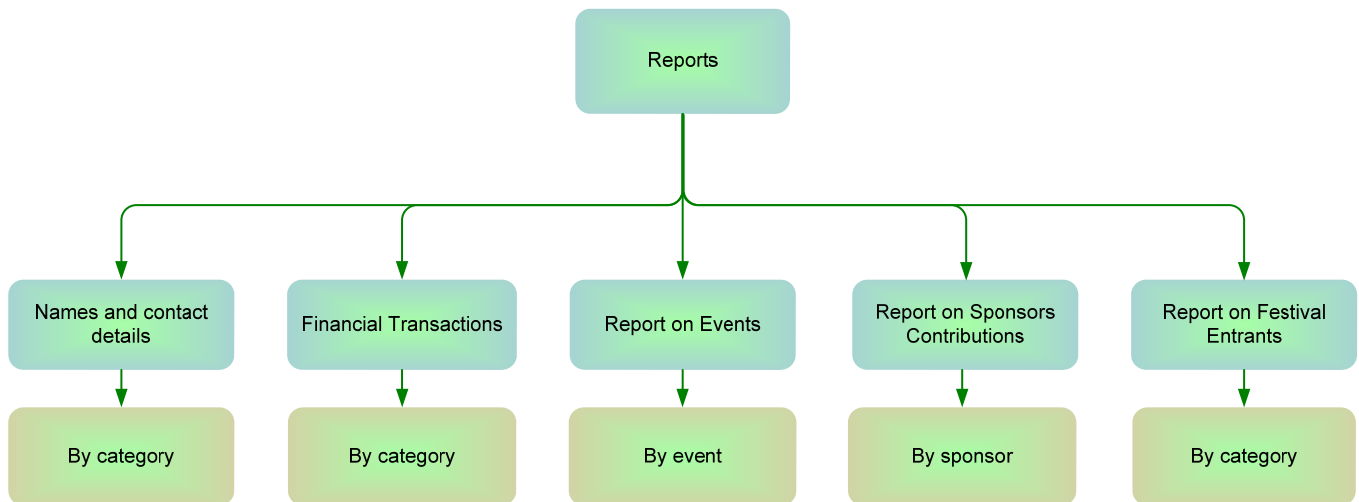 Reports
Names and contact
details
Financial Transactions
Report on Events
Report on Sponsors
Contributions
Report on Festival
Entrants
By category
By category
By event
By sponsor
By category